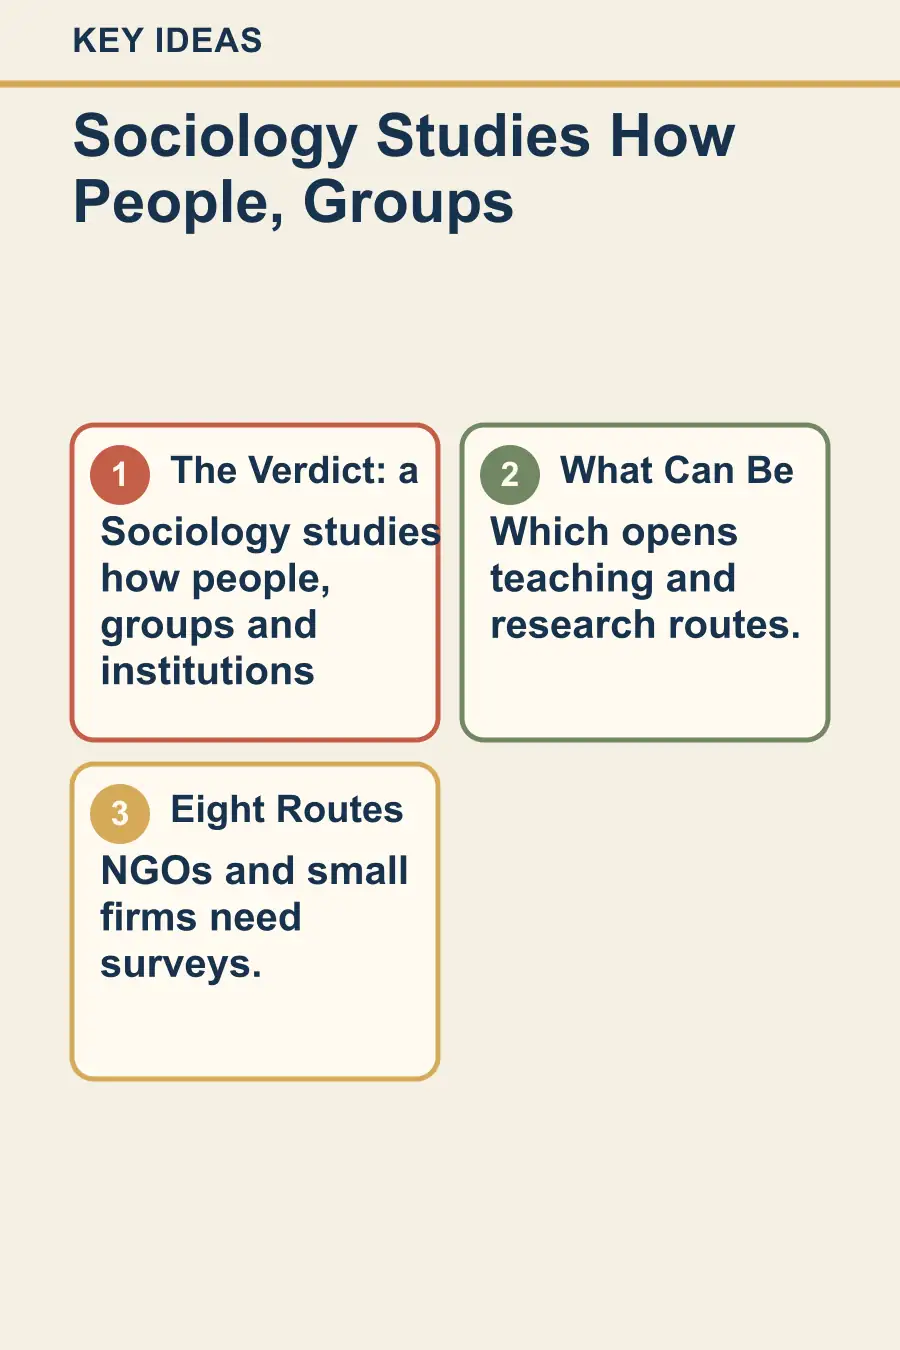 KEY IDEAS
Sociology Studies How
People, Groups
1 The Verdict: a
Sociology studies
how people,
groups and
institutions
2 What Can Be
Which opens
teaching and
research routes.
3 Eight Routes
NGOs and small
firms need
surveys.